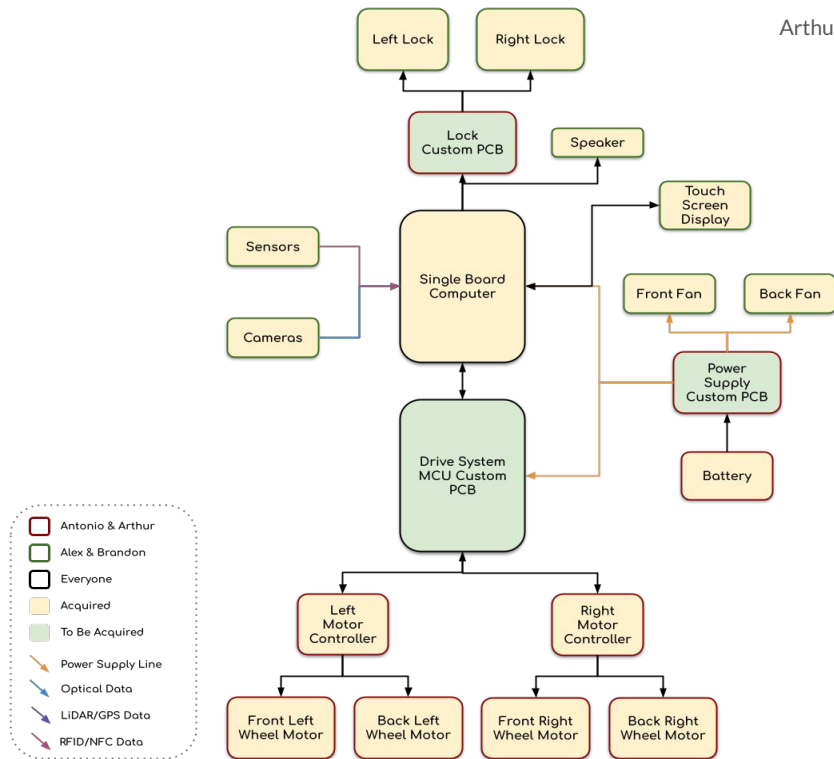 Arthu
Left Lock
Right Lock
Lock
Custom PCB
Speaker
Touch
Screen
Display
Sensors
Single Board
Computer
Front Fan
Back Fan
Cameras
Power
Supply
Custom PCB
Drive System
MCU Custom
PCB
Battery
Antonio & Arthur
Alex & Brandon
Everyone
Acquired
To Be Acquired
Power Supply Line
Optical Data
LiDAR/GPS Data
RFID/NFC Data
Left
Motor
Controller
Right
Motor
Controller
Front Left
Wheel Motor
Back Left
Wheel Motor
Front Right
Wheel Motor
Back Right
Wheel Motor